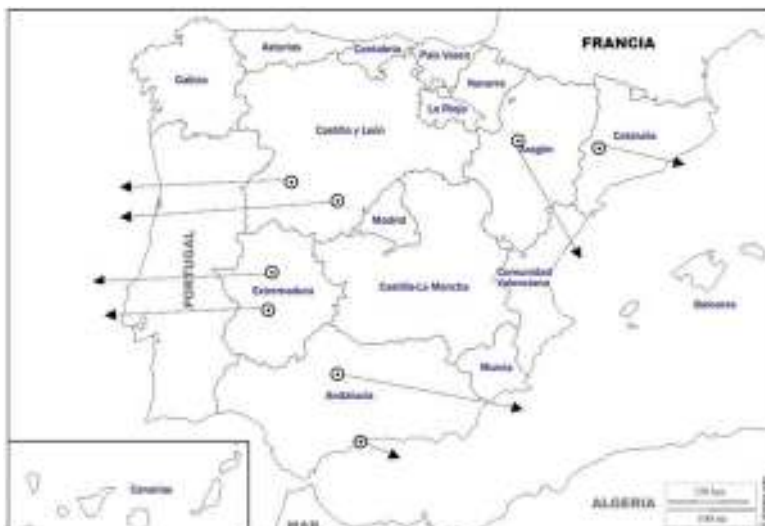 FRANCIA
Asturias
Cantabria
País Vasco
Galicia
Navarra
La Rioja
Castilla y León
Cataluña
Aragón
Madrid
PORTUGAL
Comunidad
Valenciana
Extremadura
Castilla-La Mancha
Baleares
Murcia
Andalucía
Canarias
ALGERIA
MAR